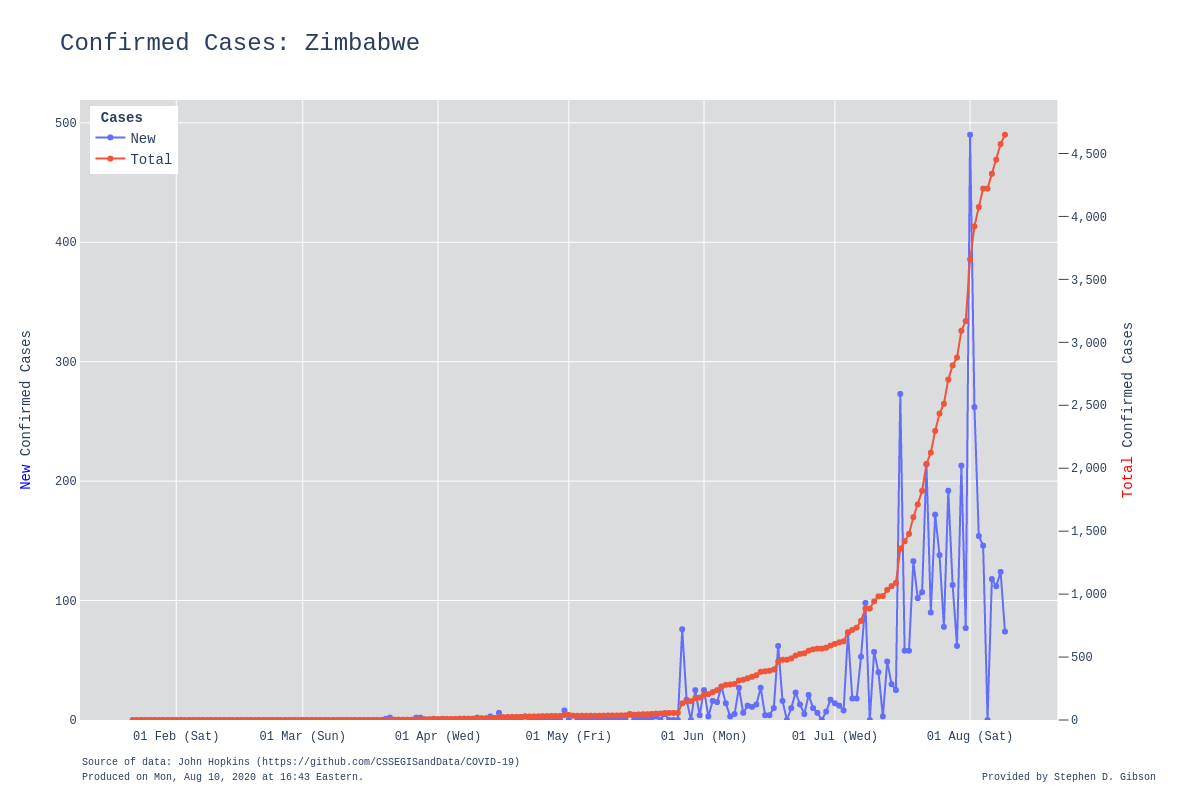 Confirmed Cases: Zimbabwe
Cases
New
Total
500
400
300
200
100
0
4,500
4,000
3,500
3,000
2,500
2,000
1,500
1,000
500
0
New Confirmed Cases
Total Confirmed Cases
01 Feb (Sat)
01 Mar (Sun)
01 Apr (Wed)
01 May (Fri)
01 Jun (Mon)
01 Jul (Wed)
01 Aug (Sat)
Source of data: John Hopkins (https://github.com/CSSEGISandData/COVID-19)
Produced on Mon, Aug 10, 2020 at 16:43 Eastern.
Provided by Stephen D. Gibson